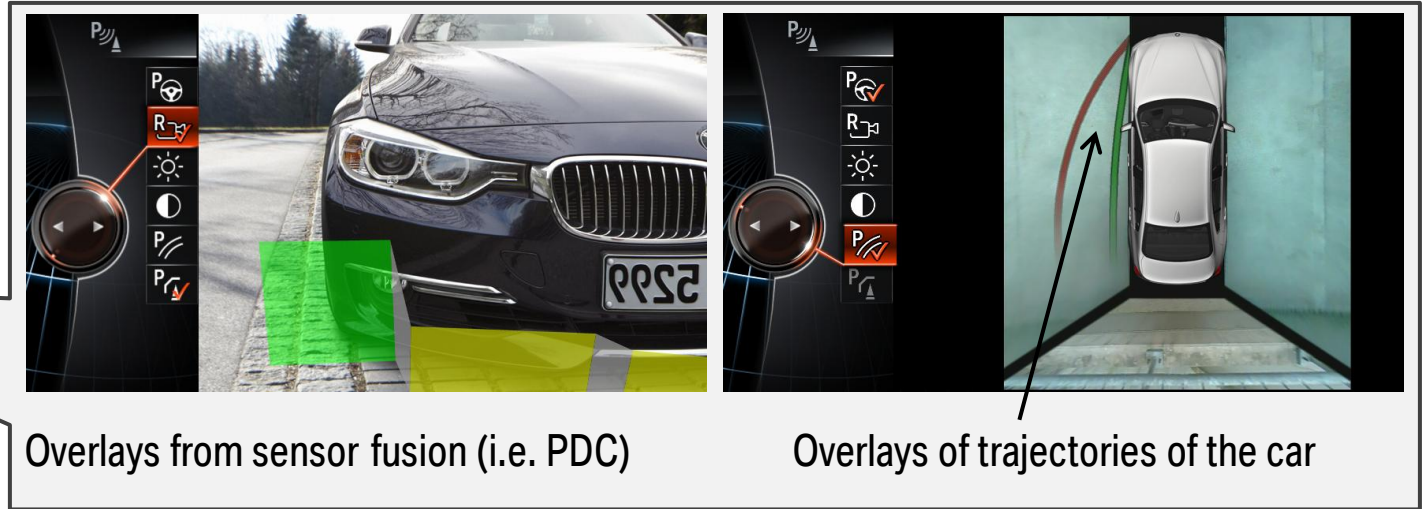 P
P
R
P
P
5299
P
P
R
P
P
Overlays from sensor fusion (i.e. PDC)
Overlays of trajectories of the car